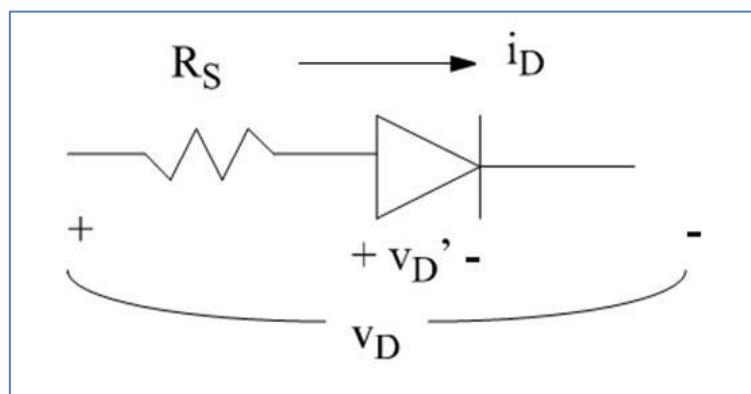 R_S i_D
+ -
+ v_D’ -
v_D